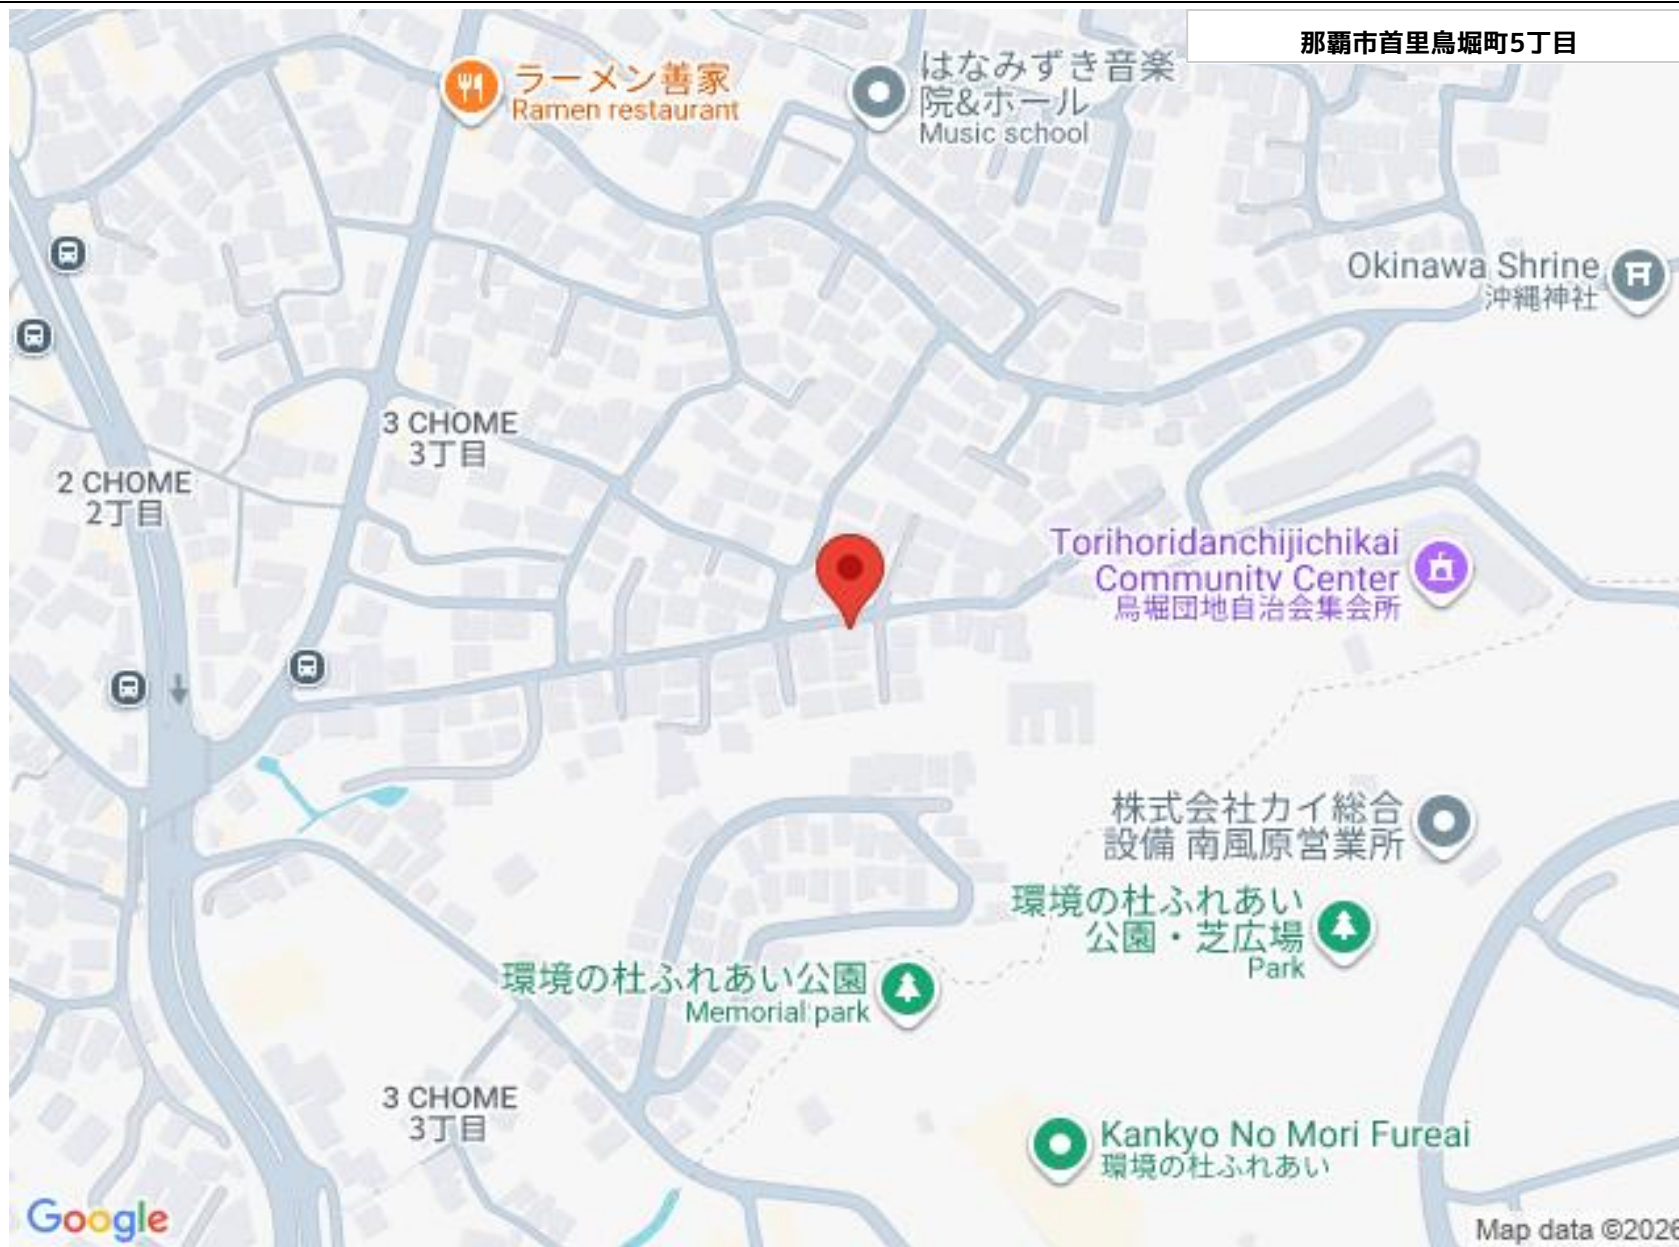 那覇市首里鳥堀町5丁目
ラーメン善家
Ramen restaurant
はなみずき音楽
院&ホール
Music school
Okinawa Shrine
沖縄神社
3 CHOME
3丁目
2 CHOME
2丁目
Torihoridanchijichikai
Community Center
鳥堀団地自治会集会所
株式会社カイ総合
設備 南風原営業所
環境の杜ふれあい
公園・芝広場
Park
環境の杜ふれあい公園
Memorial park
3 CHOME
3丁目
Kankyo No Mori Fureai
環境の杜ふれあい
Google
Map data ©2026